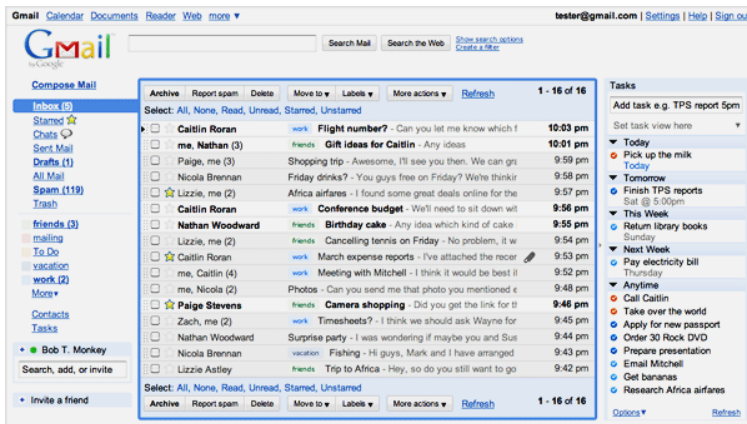 Gmail Calendar Documents Reader Web more ▼
tester@gmail.com | Settings | Help | Sign ou
Gmail
by Google
Search Mail
Search the Web
Show search options
Create a filter
Compose Mail
Inbox (5)
Starred
Chats
Sent Mail
Drafts (1)
All Mail
Spam (119)
Trash
friends (3)
mailing
To Do
vacation
work (2)
More▾
Contacts
Tasks
Bob T. Monkey
Search, add, or invite
Invite a friend
Archive Report spam Delete Move to ▾ Labels ▾ More actions ▾ Refresh 1 - 16 of 16
Select: All, None, Read, Unread, Starred, Unstarred
Caitlin Roran work Flight number? - Can you let me know which f 10:03 pm
me, Nathan (3) friends Gift ideas for Caitlin - Any ideas 10:01 pm
Paige, me (3) Shopping trip - Awesome, I'll see you then. We can gra 9:59 pm
Nicola Brennan Friday drinks? - You guys free on Friday? We're thinkir 9:58 pm
Lizzie, me (2) Africa airfares - I found some great deals online for the 9:57 pm
Caitlin Roran work Conference budget - We'll need to sit down wit 9:56 pm
Nathan Woodward friends Birthday cake - Any idea which kind of cake 9:55 pm
Lizzie, me (2) friends Cancelling tennis on Friday - No problem, it w 9:54 pm
Caitlin Roran work March expense reports - I've attached the recer 9:53 pm
me, Caitlin (4) work Meeting with Mitchell - I think it would be best if 9:52 pm
me, Nicola (2) Photos - Can you send me that photo you mentioned e 9:48 pm
Paige Stevens friends Camera shopping - Did you get the link for th 9:46 pm
Zach, me (2) work Timesheets? - I think we should ask Wayne for 9:45 pm
Nathan Woodward Surprise party - I was wondering if maybe you and Sus 9:44 pm
Nicola Brennan vacation Fishing - Hi guys, Mark and I have arranged 9:43 pm
Lizzie Astley friends Trip to Africa - Hey, so do you still want to go 9:42 pm
Select: All, None, Read, Unread, Starred, Unstarred
Archive Report spam Delete Move to ▾ Labels ▾ More actions ▾ Refresh 1 - 16 of 16
Tasks
Add task e.g. TPS report 5pm
Set task view here ▾
Today
Pick up the milk
Today
Tomorrow
Finish TPS reports
Sat @ 5:00pm
This Week
Return library books
Sunday
Next Week
Pay electricity bill
Thursday
Anytime
Call Caitlin
Take over the world
Apply for new passport
Order 30 Rock DVD
Prepare presentation
Email Mitchell
Get bananas
Research Africa airfares
Options▾ Refresh